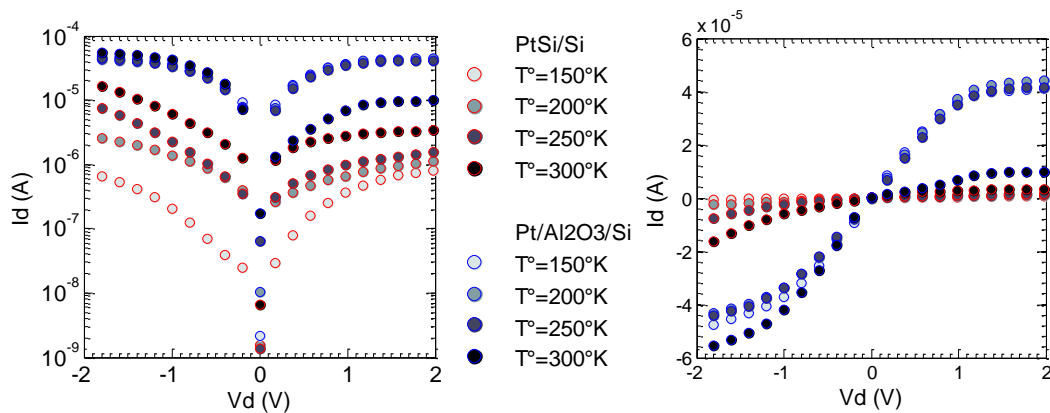 10^-4
10^-5
10^-6
10^-7
10^-8
10^-9
Id (A)
-1
0
1
2
Vd (V)
PtSi/Si
T°=150°K
T°=200°K
T°=250°K
T°=300°K
Pt/Al2O3/Si
T°=150°K
T°=200°K
T°=250°K
T°=300°K
x 10^-5
6
4
2
0
-2
-4
-6
Id (A)
-1
0
1
2
Vd (V)